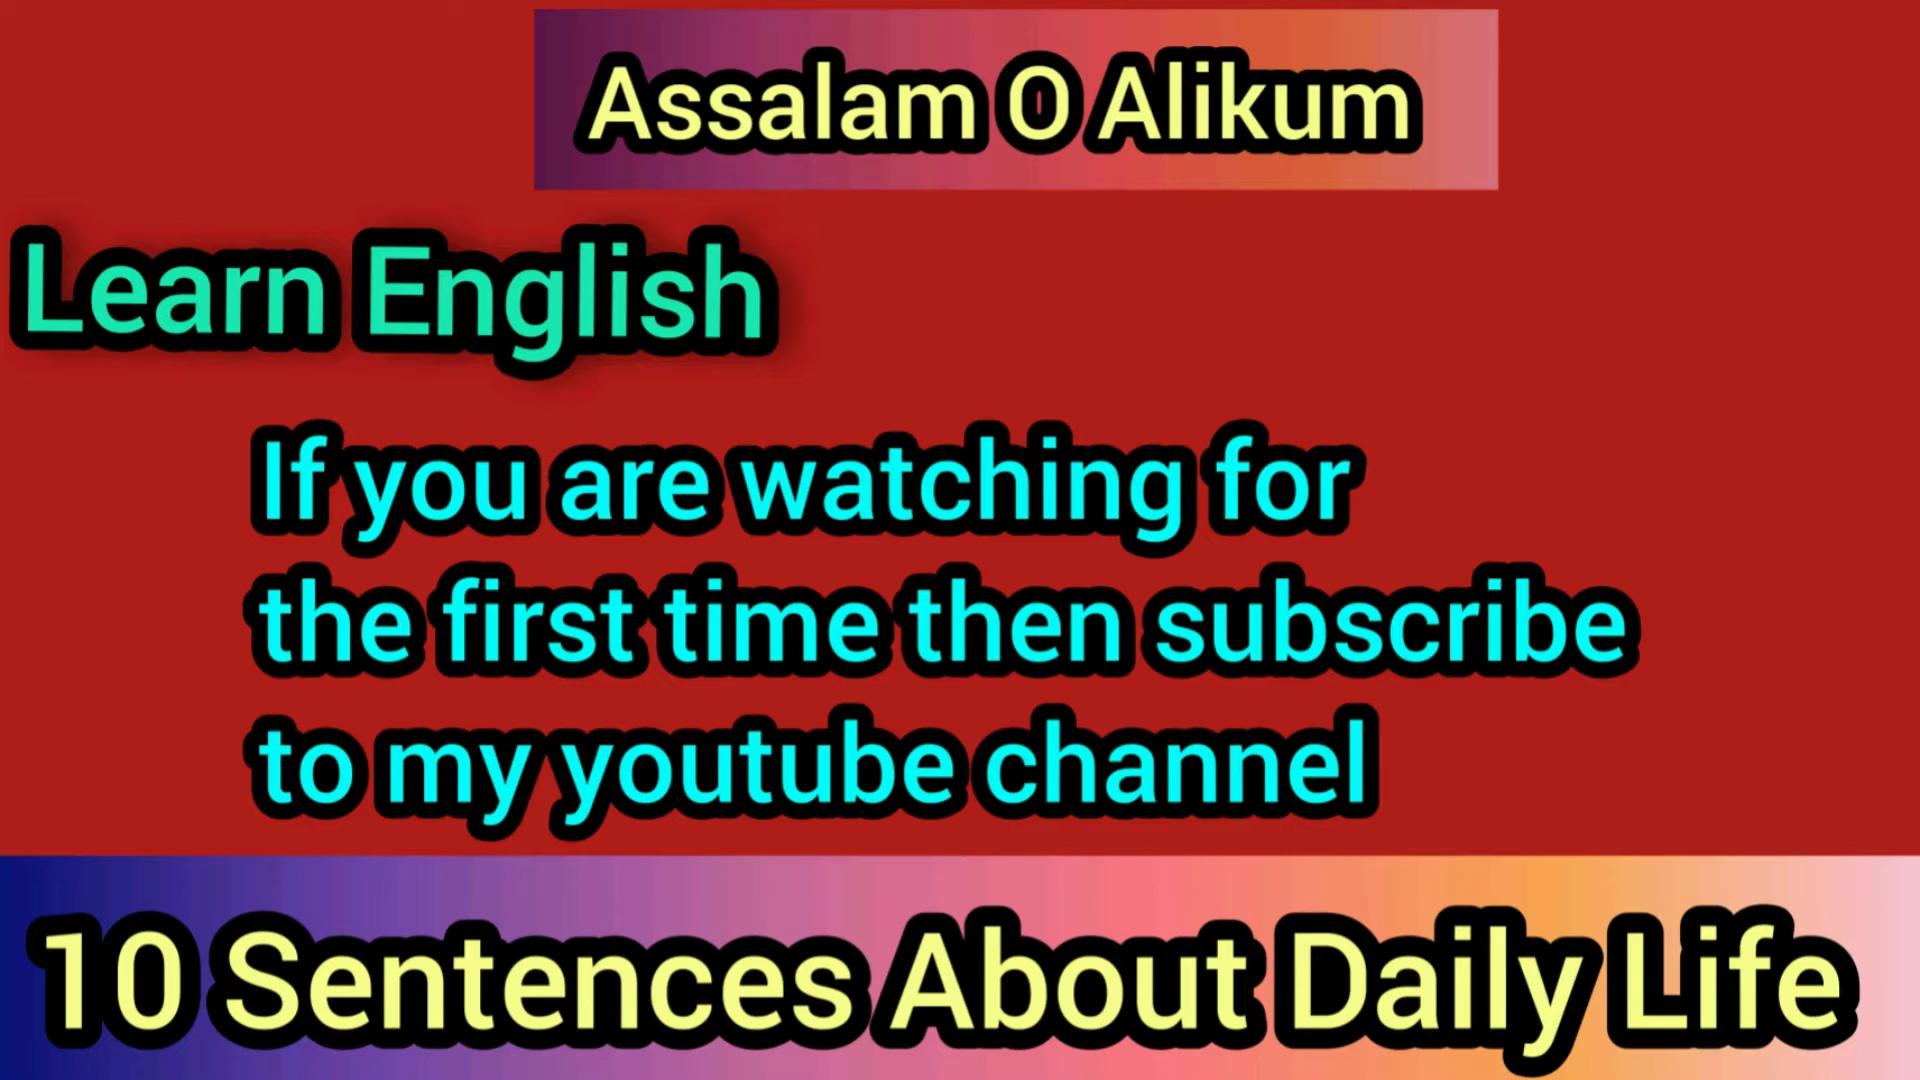 Assalam O Alikum
Learn English
If you are watching for
the first time then subscribe
to my youtube channel
10 Sentences About Daily Life